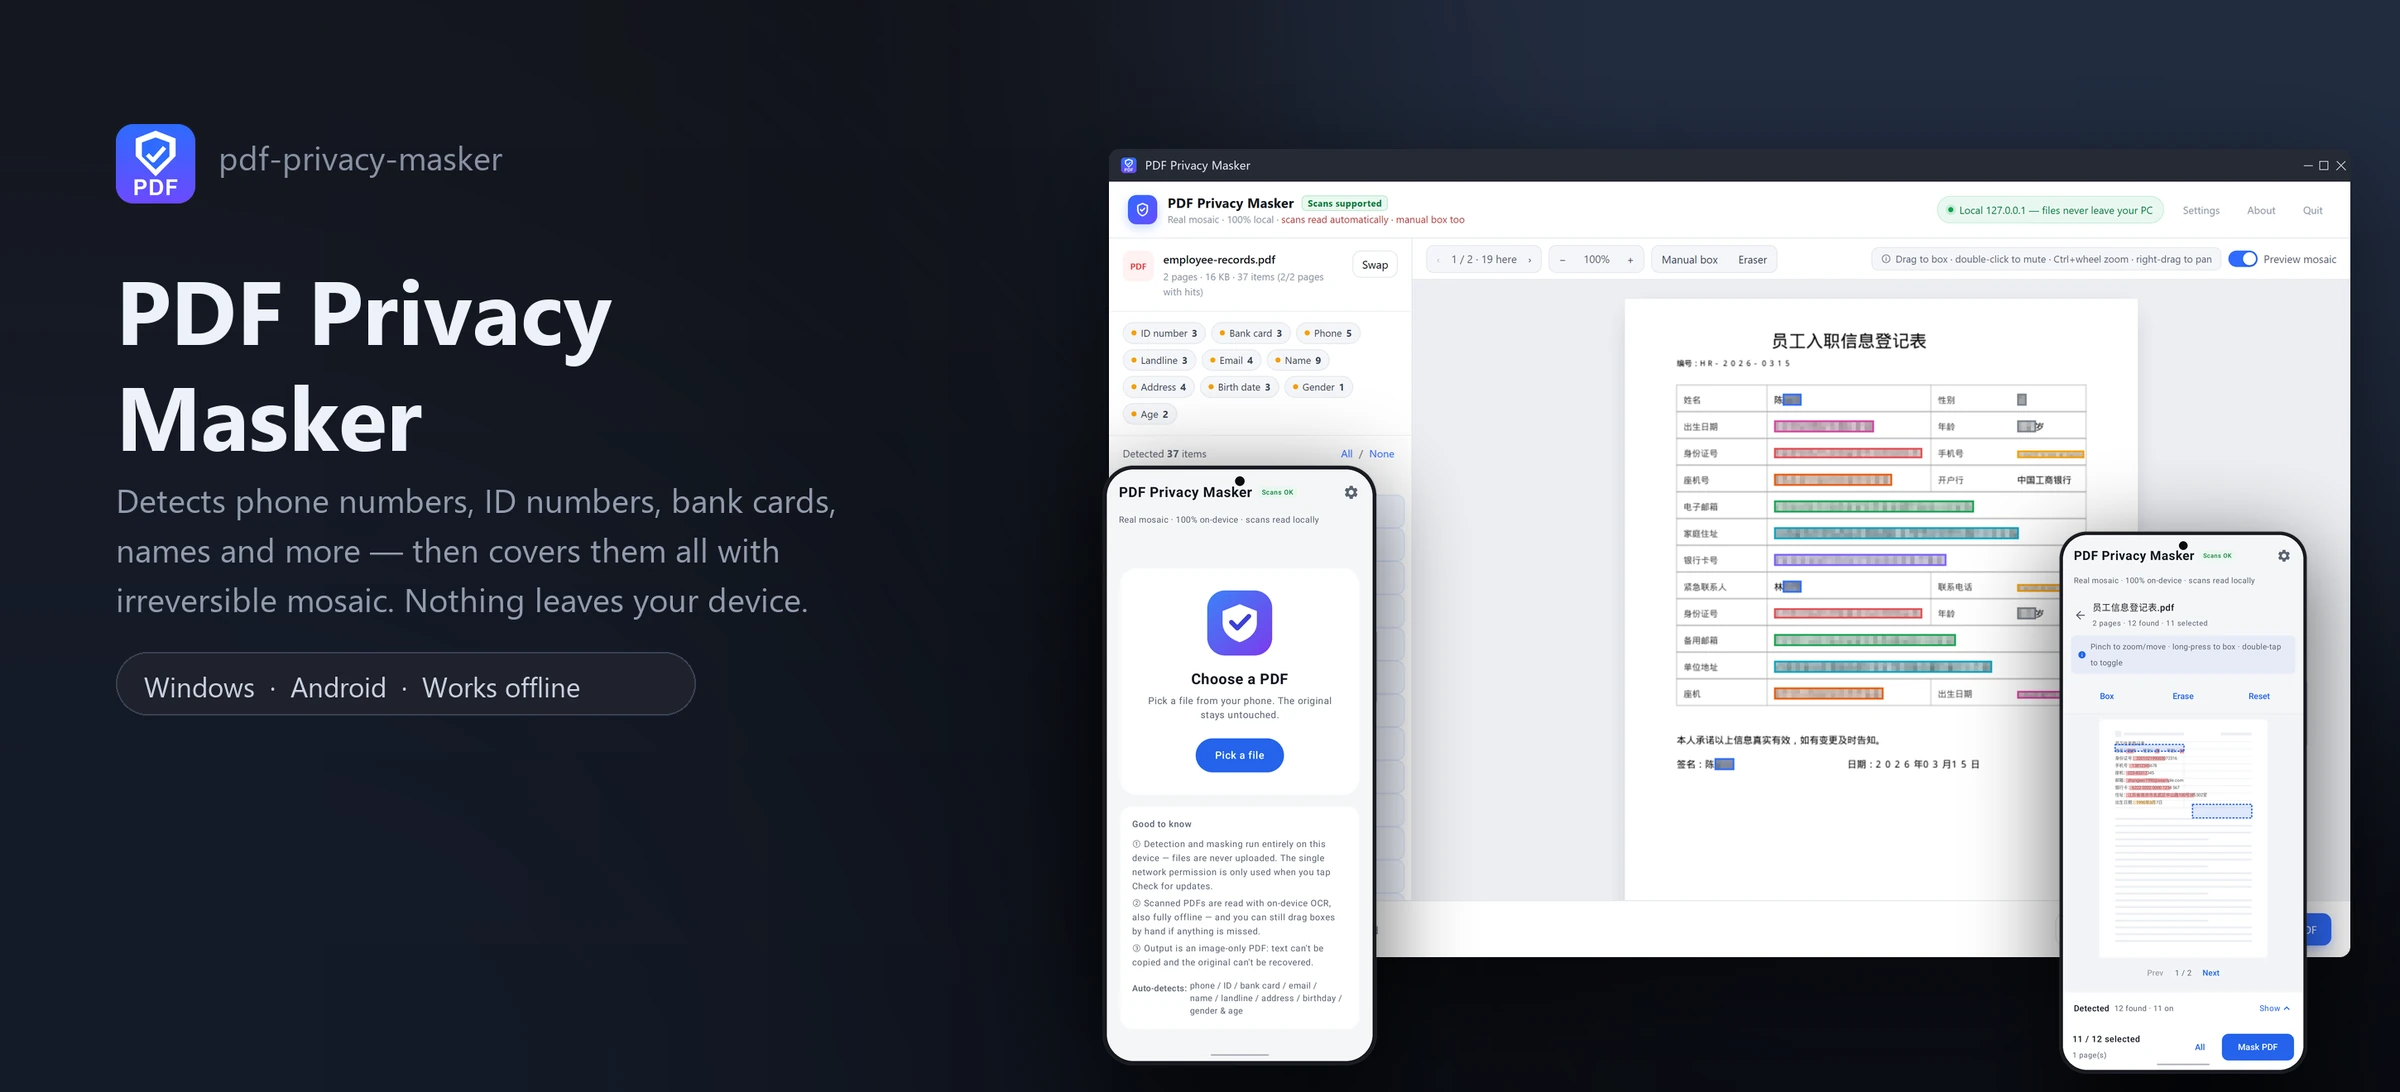 PDF
pdf-privacy-masker
PDF Privacy
Masker
Detects phone numbers, ID numbers, bank cards,
names and more — then covers them all with
irreversible mosaic. Nothing leaves your device.
Windows · Android · Works offline
PDF Privacy Masker
PDF Privacy Masker Scans supported
Real mosaic · 100% local · scans read automatically · manual box too
Local 127.0.0.1 — files never leave your PC
Settings
About
Quit
PDF
employee-records.pdf
2 pages · 16 KB · 37 items (2/2 pages
with hits)
Swap
ID number 3
Bank card 3
Phone 5
Landline 3
Email 4
Name 9
Address 4
Birth date 3
Gender 1
Age 2
Detected 37 items
All / None
‹ 1 / 2 · 19 here ›
− 100% +
Manual box
Eraser
Drag to box · double-click to mute · Ctrl+wheel zoom · right-drag to pan
Preview mosaic
员工入职信息登记表
编号：HR-2026-0315
姓名 陈
性别
出生日期
年龄 岁
身份证号
手机号
座机号
开户行 中国工商银行
电子邮箱
家庭住址
银行卡号
紧急联系人 林
联系电话
身份证号
年龄 岁
备用邮箱
单位地址
座机
出生日期
本人承诺以上信息真实有效，如有变更及时告知。
签名：陈
日期：2026年03月15日
PDF Privacy Masker Scans OK
Real mosaic · 100% on-device · scans read locally
Choose a PDF
Pick a file from your phone. The original
stays untouched.
Pick a file
Good to know
① Detection and masking run entirely on this
device — files are never uploaded. The single
network permission is only used when you tap
Check for updates.
② Scanned PDFs are read with on-device OCR,
also fully offline — and you can still drag boxes
by hand if anything is missed.
③ Output is an image-only PDF: text can't be
copied and the original can't be recovered.
Auto-detects: phone / ID / bank card / email /
name / landline / address / birthday /
gender & age
PDF Privacy Masker Scans OK
Real mosaic · 100% on-device · scans read locally
员工信息登记表.pdf
2 pages · 12 found · 11 selected
Pinch to zoom/move · long-press to box · double-tap
to toggle
Box
Erase
Reset
Prev 1 / 2 Next
Detected 12 found · 11 on
Show
11 / 12 selected
1 page(s)
All
Mask PDF